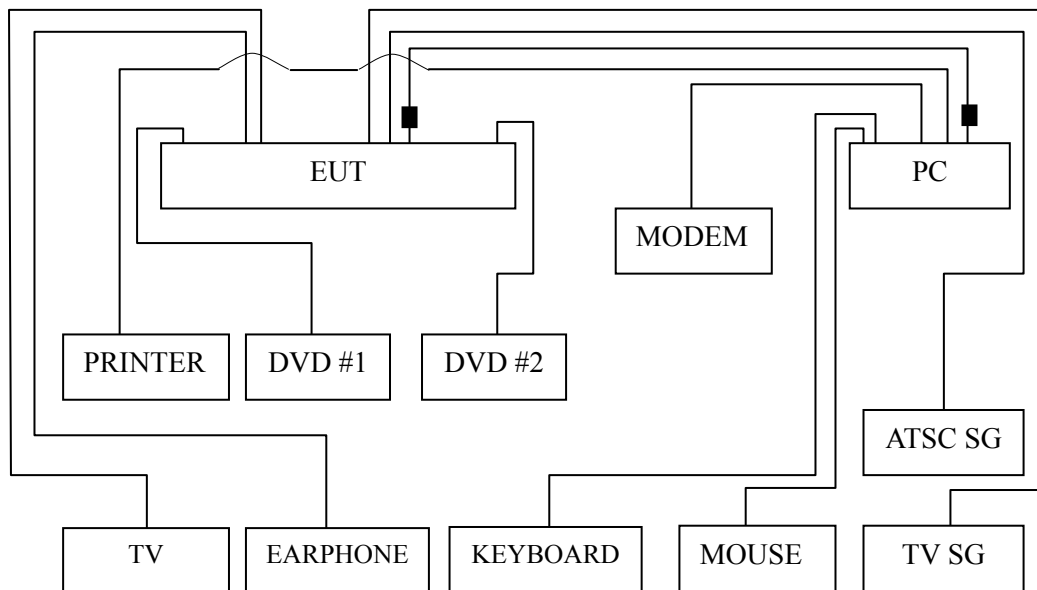 EUT
PC
MODEM
PRINTER
DVD #1
DVD #2
ATSC SG
TV
EARPHONE
KEYBOARD
MOUSE
TV SG